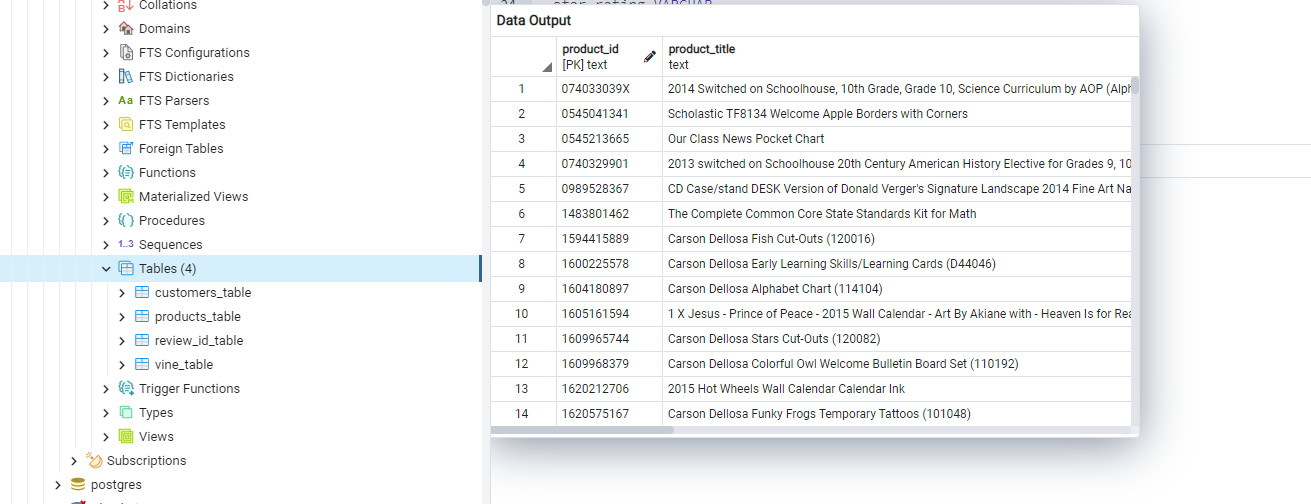 Collations
Domains
FTS Configurations
FTS Dictionaries
Aa FTS Parsers
FTS Templates
Foreign Tables
Functions
Materialized Views
Procedures
1..3 Sequences
Tables (4)
customers_table
products_table
review_id_table
vine_table
Trigger Functions
Types
Views
Subscriptions
postgres
Data Output
product_id product_title
[PK] text text
1 074033039X 2014 Switched on Schoolhouse, 10th Grade, Grade 10, Science Curriculum by AOP (Alph
2 0545041341 Scholastic TF8134 Welcome Apple Borders with Corners
3 0545213665 Our Class News Pocket Chart
4 0740329901 2013 switched on Schoolhouse 20th Century American History Elective for Grades 9, 10
5 0989528367 CD Case/stand DESK Version of Donald Verger's Signature Landscape 2014 Fine Art Na
6 1483801462 The Complete Common Core State Standards Kit for Math
7 1594415889 Carson Dellosa Fish Cut-Outs (120016)
8 1600225578 Carson Dellosa Early Learning Skills/Learning Cards (D44046)
9 1604180897 Carson Dellosa Alphabet Chart (114104)
10 1605161594 1 X Jesus - Prince of Peace - 2015 Wall Calendar - Art By Akiane with - Heaven Is for Rea
11 1609965744 Carson Dellosa Stars Cut-Outs (120082)
12 1609968379 Carson Dellosa Colorful Owl Welcome Bulletin Board Set (110192)
13 1620212706 2015 Hot Wheels Wall Calendar Calendar Ink
14 1620575167 Carson Dellosa Funky Frogs Temporary Tattoos (101048)